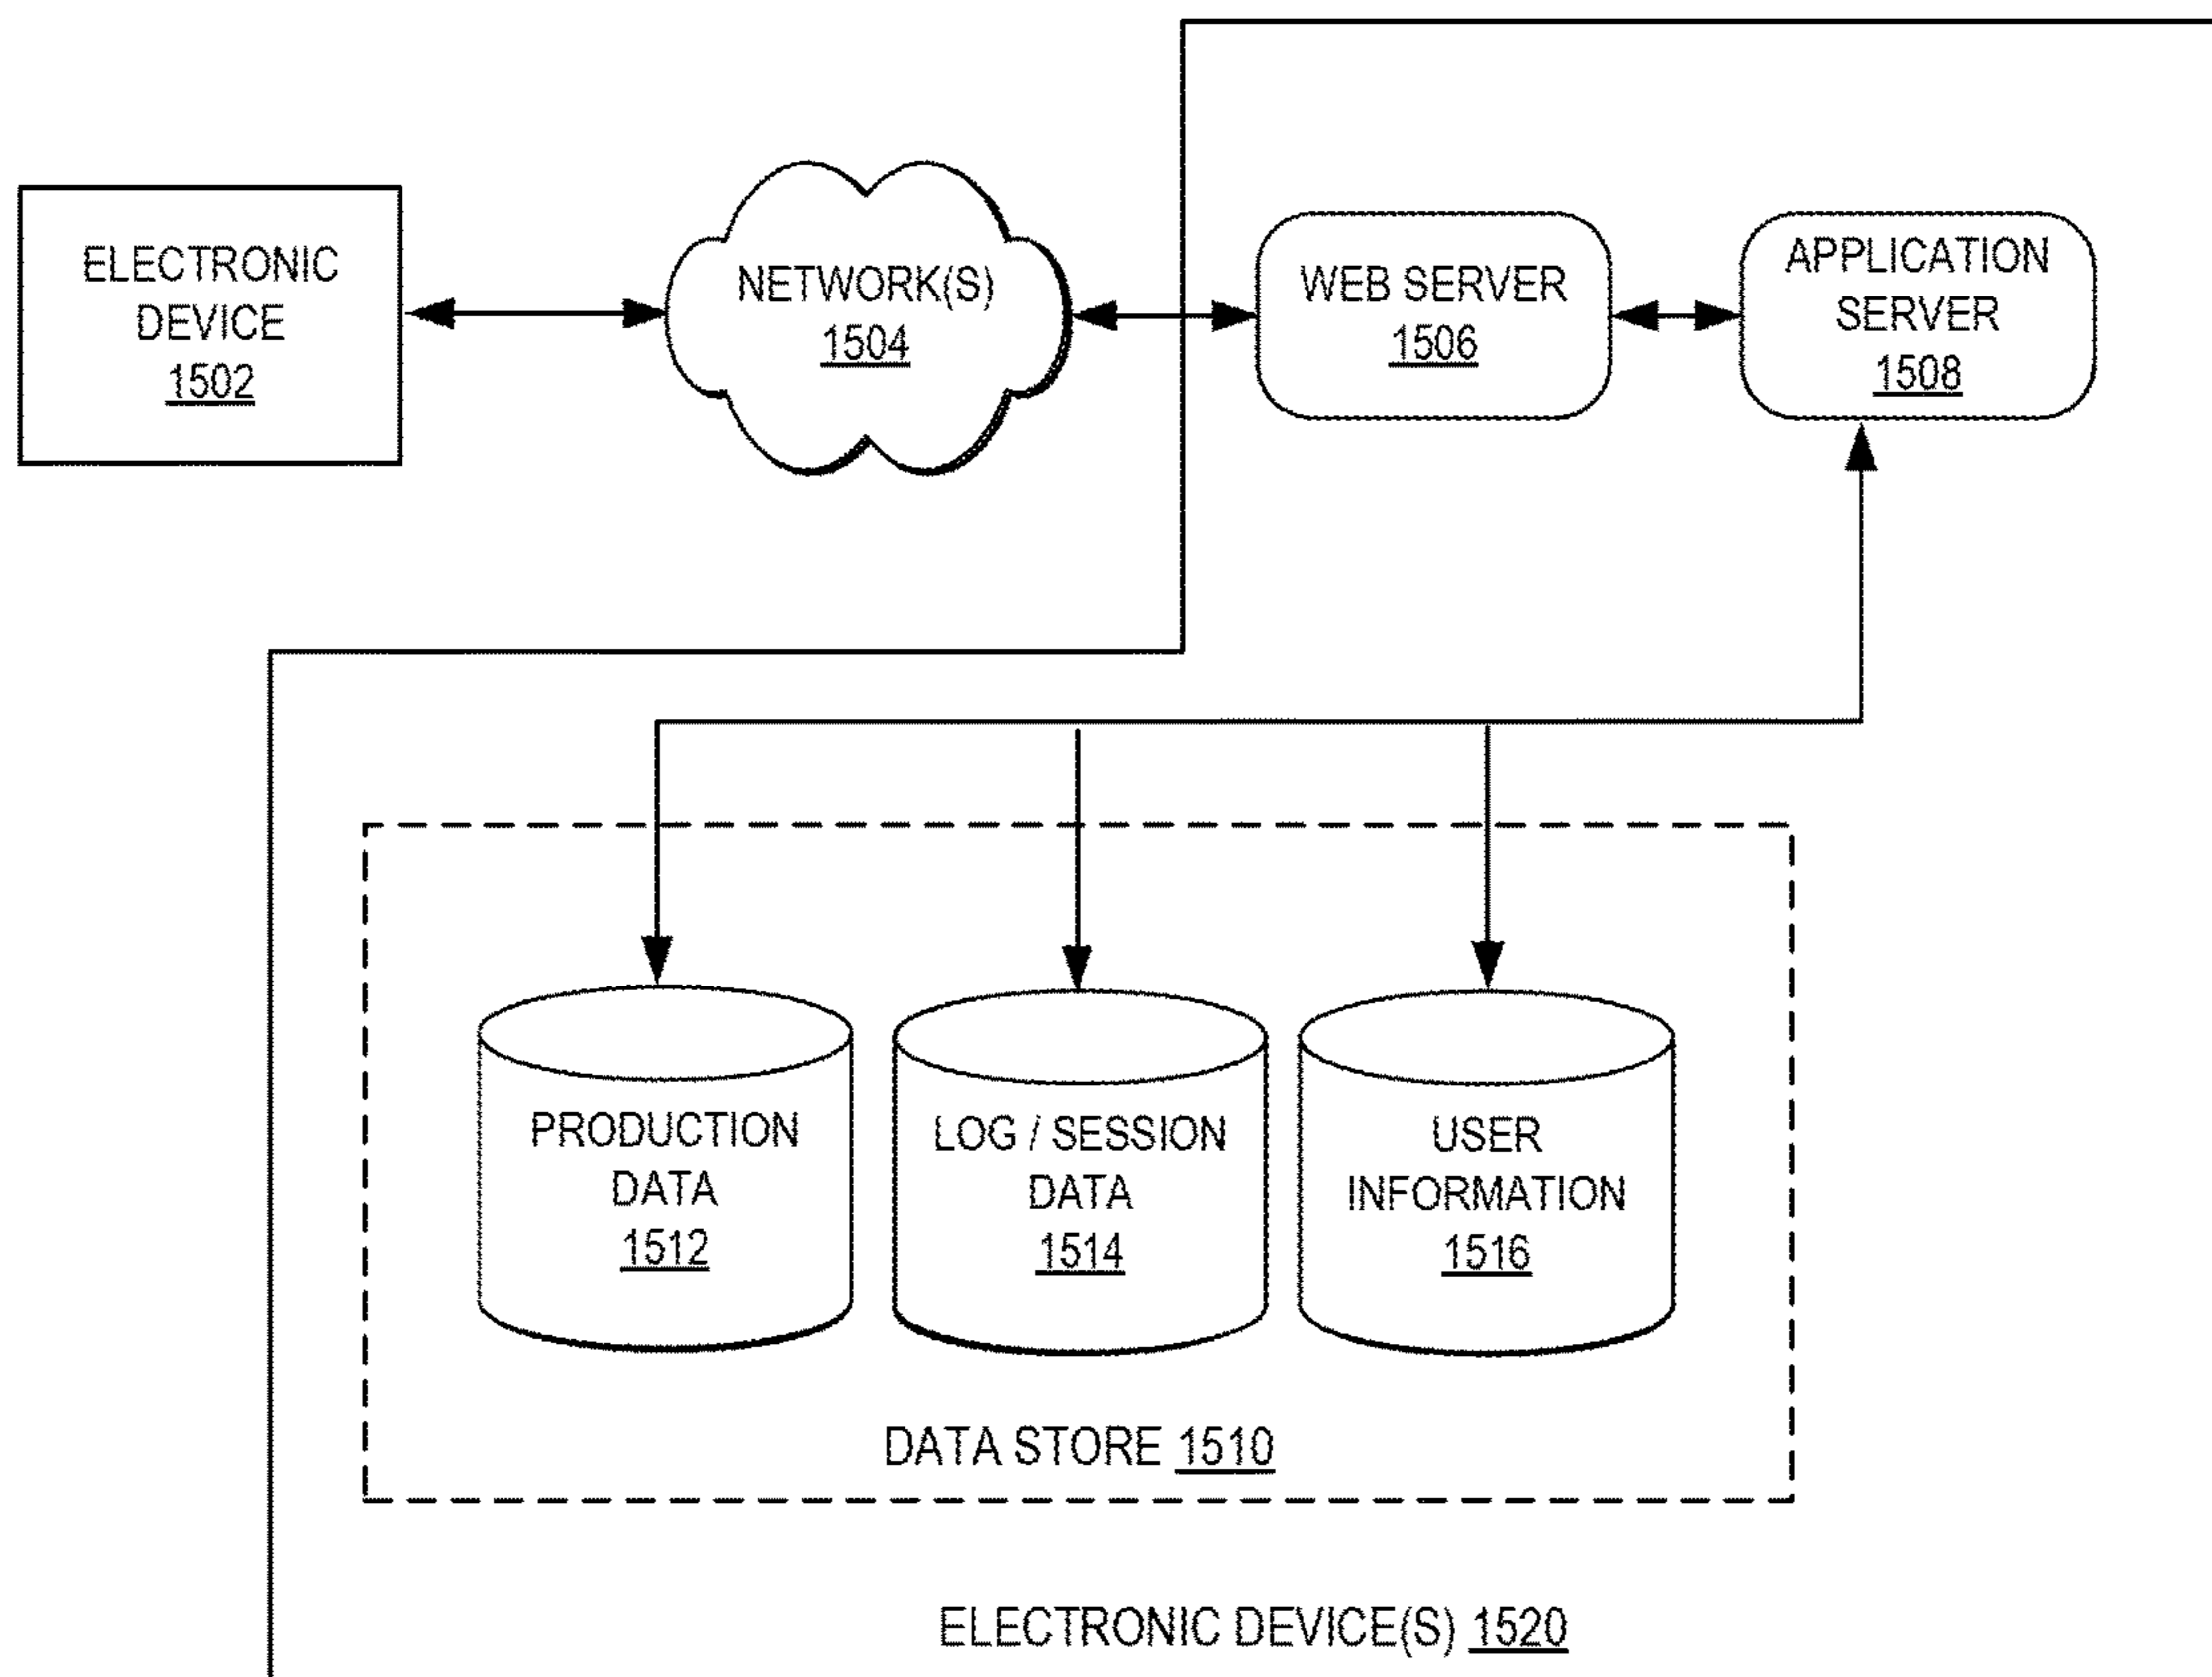 ELECTRONIC
DEVICE
1502
NETWORK(S)
1504
WEB SERVER
1506
APPLICATION
SERVER
1508
PRODUCTION
DATA
1512
LOG / SESSION
DATA
1514
USER
INFORMATION
1516
DATA STORE 1510
ELECTRONIC DEVICE(S) 1520